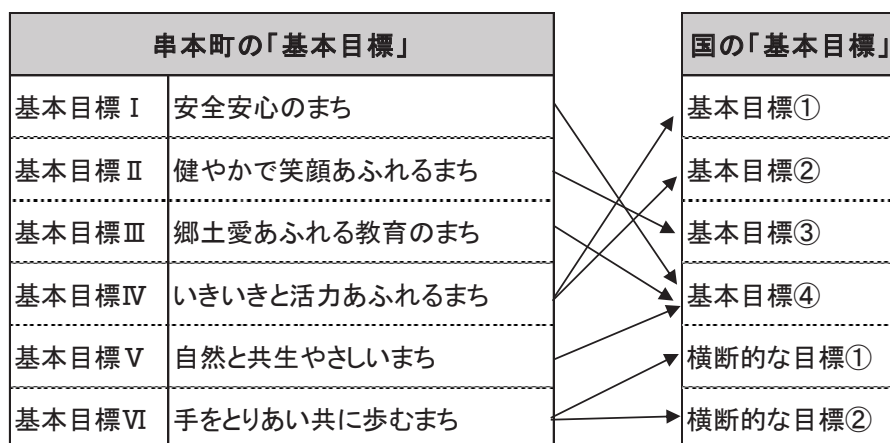 串本町の「基本目標」 国の「基本目標」
基本目標Ⅰ 安全安心のまち 基本目標①
基本目標Ⅱ 健やかで笑顔あふれるまち 基本目標②
基本目標Ⅲ 郷土愛あふれる教育のまち 基本目標③
基本目標Ⅳ いきいきと活力あふれるまち 基本目標④
基本目標Ⅴ 自然と共生やさしいまち 横断的な目標①
基本目標Ⅵ 手をとりあい共に歩むまち 横断的な目標②